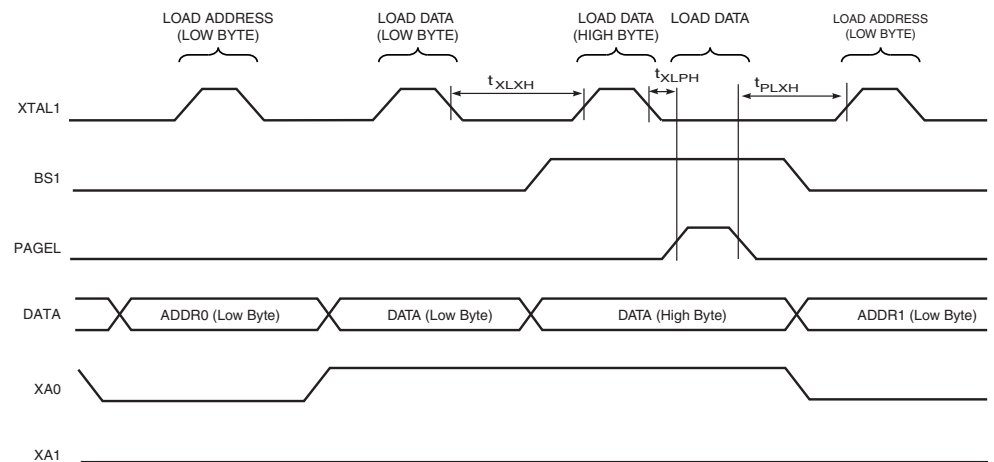 LOAD ADDRESS
(LOW BYTE)
LOAD DATA
(LOW BYTE)
LOAD DATA
(HIGH BYTE)
LOAD DATA
LOAD ADDRESS
(LOW BYTE)
tXLXH
tXLPH
tPLXH
XTAL1
BS1
PAGEL
DATA
ADDR0 (Low Byte)
DATA (Low Byte)
DATA (High Byte)
ADDR1 (Low Byte)
XA0
XA1